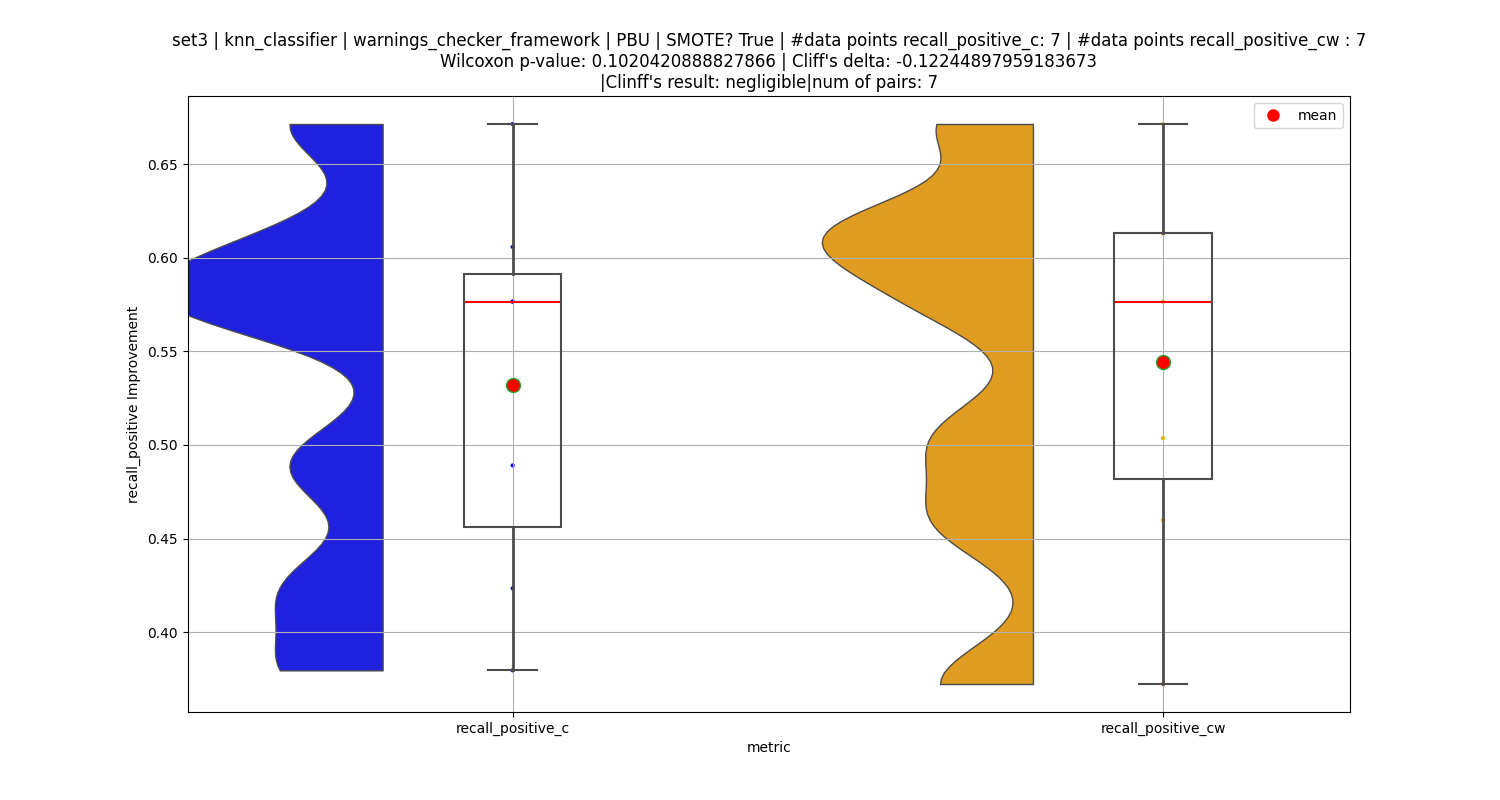 set3 | knn_classifier | warnings_checker_framework | PBU | SMOTE? True | #data points recall_positive_c: 7 | #data points recall_positive_cw : 7
Wilcoxon p-value: 0.1020420888827866 | Cliff's delta: -0.12244897959183673
|Clinff's result: negligible|num of pairs: 7
mean
0.65
0.60
0.55
0.50
0.45
0.40
recall_positive Improvement
recall_positive_c
recall_positive_cw
metric